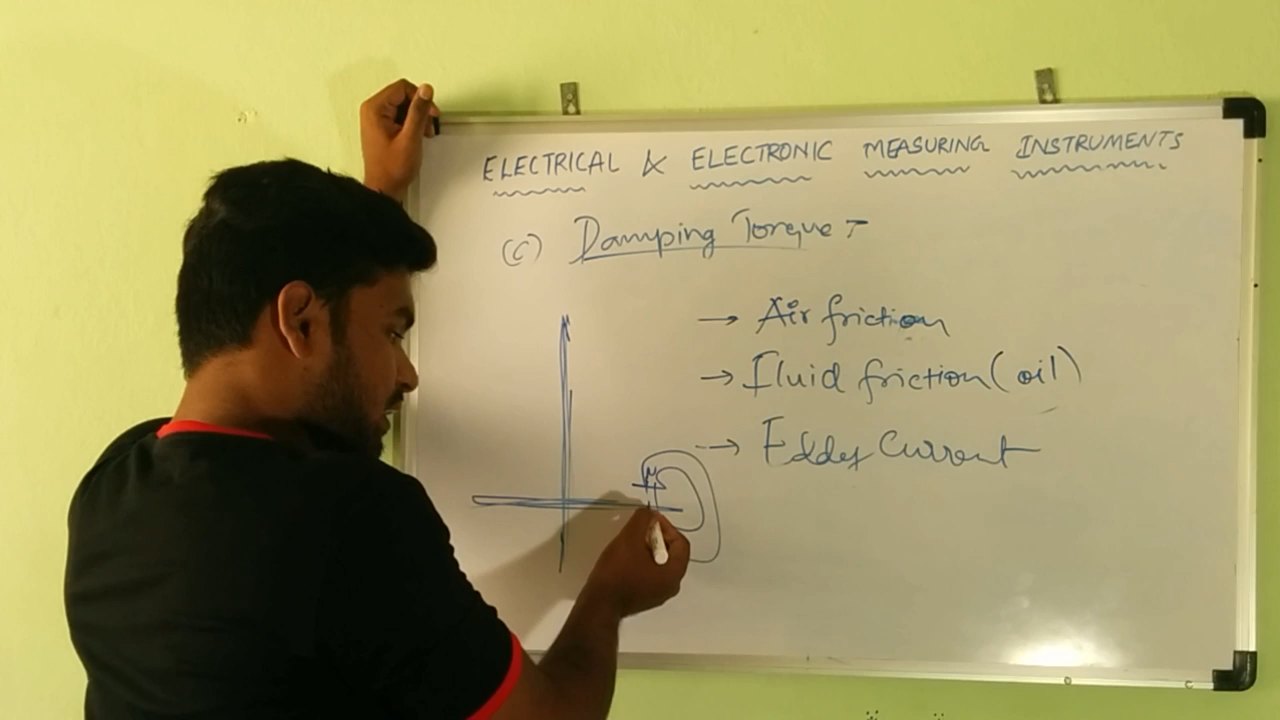 ELECTRICAL & ELECTRONIC MEASURING INSTRUMENTS
(C) Damping Torque :-
→ Air friction
→ Fluid friction (oil)
→ Eddy Current